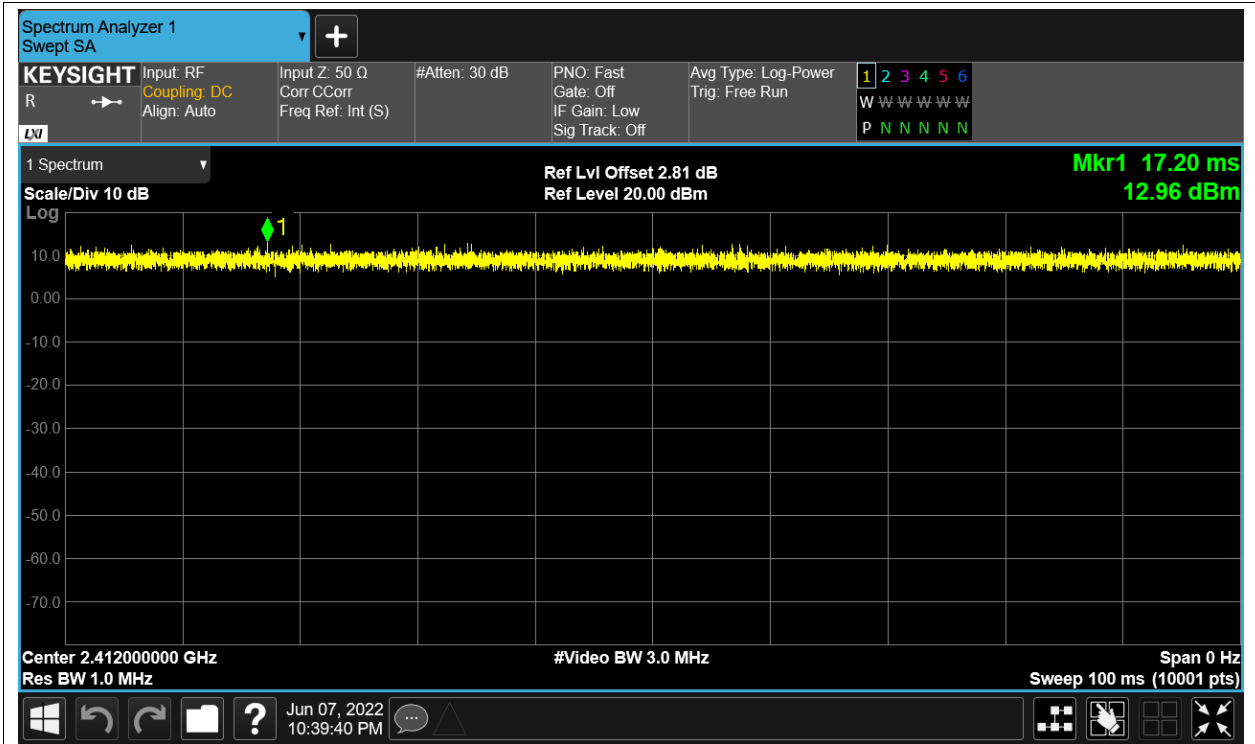 Spectrum Analyzer 1
Swept SA
+
KEYSIGHT Input: RF Input Z: 50 Ω #Atten: 30 dB PNO: Fast Avg Type: Log-Power 1 2 3 4 5 6
R Coupling: DC Corr CCorr Gate: Off Trig: Free Run W W W W W W
Align: Auto Freq Ref: Int (S) IF Gain: Low
LXI Sig Track: Off P N N N N N
1 Spectrum Ref Lvl Offset 2.81 dB Mkr1 17.20 ms
Scale/Div 10 dB Ref Level 20.00 dBm 12.96 dBm
Log
1
10.0
0.00
-10.0
-20.0
-30.0
-40.0
-50.0
-60.0
-70.0
Center 2.412000000 GHz #Video BW 3.0 MHz Span 0 Hz
Res BW 1.0 MHz Sweep 100 ms (10001 pts)
? Jun 07, 2022
10:39:40 PM